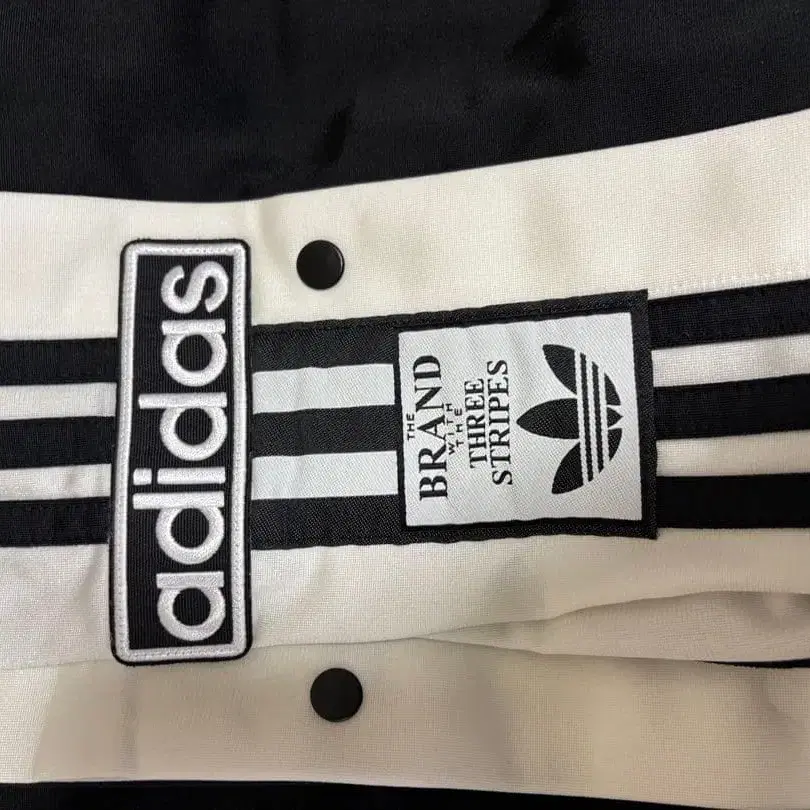 adidas
THE
BRAND
WITH
THE
THREE
STRIPES